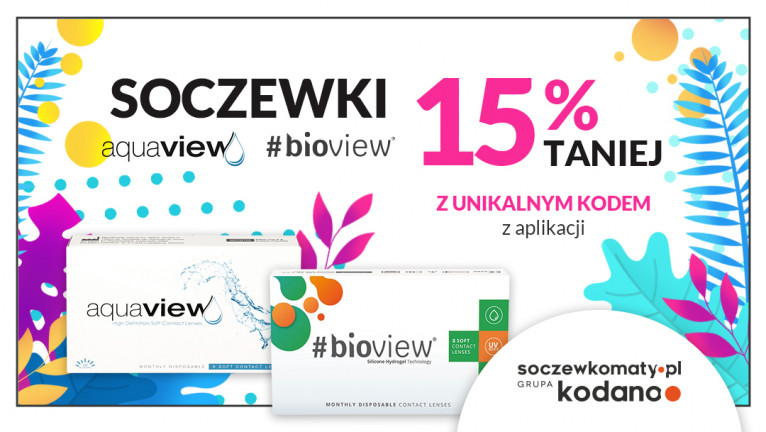 SOCZEWKI
aquaview #bioview®
15%
TANIEJ
Z UNIKALNYM KODEM
z aplikacji
aquaview
High Definition Soft Contact Lenses
MONTHLY DISPOSABLE 6 SOFT CONTACT LENSES
#bioview®
Silicone Hydrogel Technology
6 SOFT
CONTACT
LENSES
UV
MONTHLY DISPOSABLE CONTACT LENSES
soczewkomaty.pl
GRUPA kodano